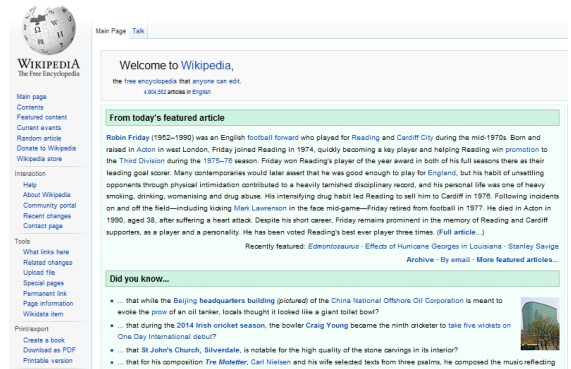 WIKIPEDIA
The Free Encyclopedia
Main page
Contents
Featured content
Current events
Random article
Donate to Wikipedia
Wikipedia store
Interaction
Help
About Wikipedia
Community portal
Recent changes
Contact page
Tools
What links here
Related changes
Upload file
Special pages
Permanent link
Page information
Wikidata item
Print/export
Create a book
Download as PDF
Printable version
Main Page Talk
Welcome to Wikipedia,
the free encyclopedia that anyone can edit.
4,904,552 articles in English
From today's featured article
Robin Friday (1952–1990) was an English football forward who played for Reading and Cardiff City during the mid-1970s. Born and
raised in Acton in west London, Friday joined Reading in 1974, quickly becoming a key player and helping Reading win promotion to
the Third Division during the 1975–76 season. Friday won Reading's player of the year award in both of his full seasons there as their
leading goal scorer. Many contemporaries would later assert that he was good enough to play for England, but his habit of unsettling
opponents through physical intimidation contributed to a heavily tarnished disciplinary record, and his personal life was one of heavy
smoking, drinking, womanising and drug abuse. His intensifying drug habit led Reading to sell him to Cardiff in 1976. Following incidents
on and off the field—including kicking Mark Lawrenson in the face mid-game—Friday retired from football in 1977. He died in Acton in
1990, aged 38, after suffering a heart attack. Despite his short career, Friday remains prominent in the memory of Reading and Cardiff
supporters, as a player and a personality. He has been voted Reading's best ever player three times. (Full article...)
Recently featured: Edmontosaurus · Effects of Hurricane Georges in Louisiana · Stanley Savige
Archive · By email · More featured articles...
Did you know...
• ... that while the Beijing headquarters building (pictured) of the China National Offshore Oil Corporation is meant to
evoke the prow of an oil tanker, locals thought it looked like a giant toilet bowl?
• ... that during the 2014 Irish cricket season, the bowler Craig Young became the ninth cricketer to take five wickets on
One Day International debut?
• ... that St John's Church, Silverdale, is notable for the high quality of the stone carvings in its interior?
• ... that for his composition Tre Motetter, Carl Nielsen and his wife selected texts from three psalms, he composed the music reflecting